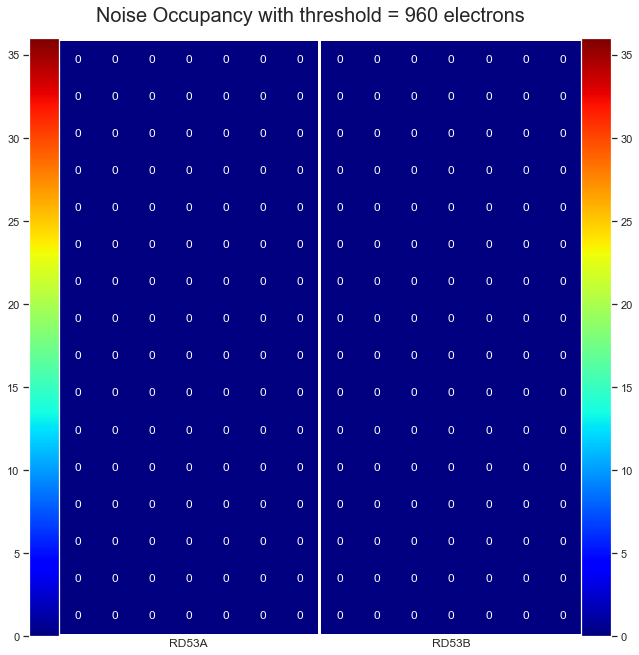 Noise Occupancy with threshold = 960 electrons
35 0 0 0 0 0 0 0 0 0 0 0 0 0 0 35
0 0 0 0 0 0 0 0 0 0 0 0 0 0
30 0 0 0 0 0 0 0 0 0 0 0 0 0 0 30
0 0 0 0 0 0 0 0 0 0 0 0 0 0
25 0 0 0 0 0 0 0 0 0 0 0 0 0 0 25
0 0 0 0 0 0 0 0 0 0 0 0 0 0
20 0 0 0 0 0 0 0 0 0 0 0 0 0 0 20
0 0 0 0 0 0 0 0 0 0 0 0 0 0
0 0 0 0 0 0 0 0 0 0 0 0 0 0
15 0 0 0 0 0 0 0 0 0 0 0 0 0 0 15
0 0 0 0 0 0 0 0 0 0 0 0 0 0
10 0 0 0 0 0 0 0 0 0 0 0 0 0 0 10
0 0 0 0 0 0 0 0 0 0 0 0 0 0
5 0 0 0 0 0 0 0 0 0 0 0 0 0 0 5
0 0 0 0 0 0 0 0 0 0 0 0 0 0
0 0 0 0 0 0 0 0 0 0 0 0 0 0
0 0
RD53A RD53B